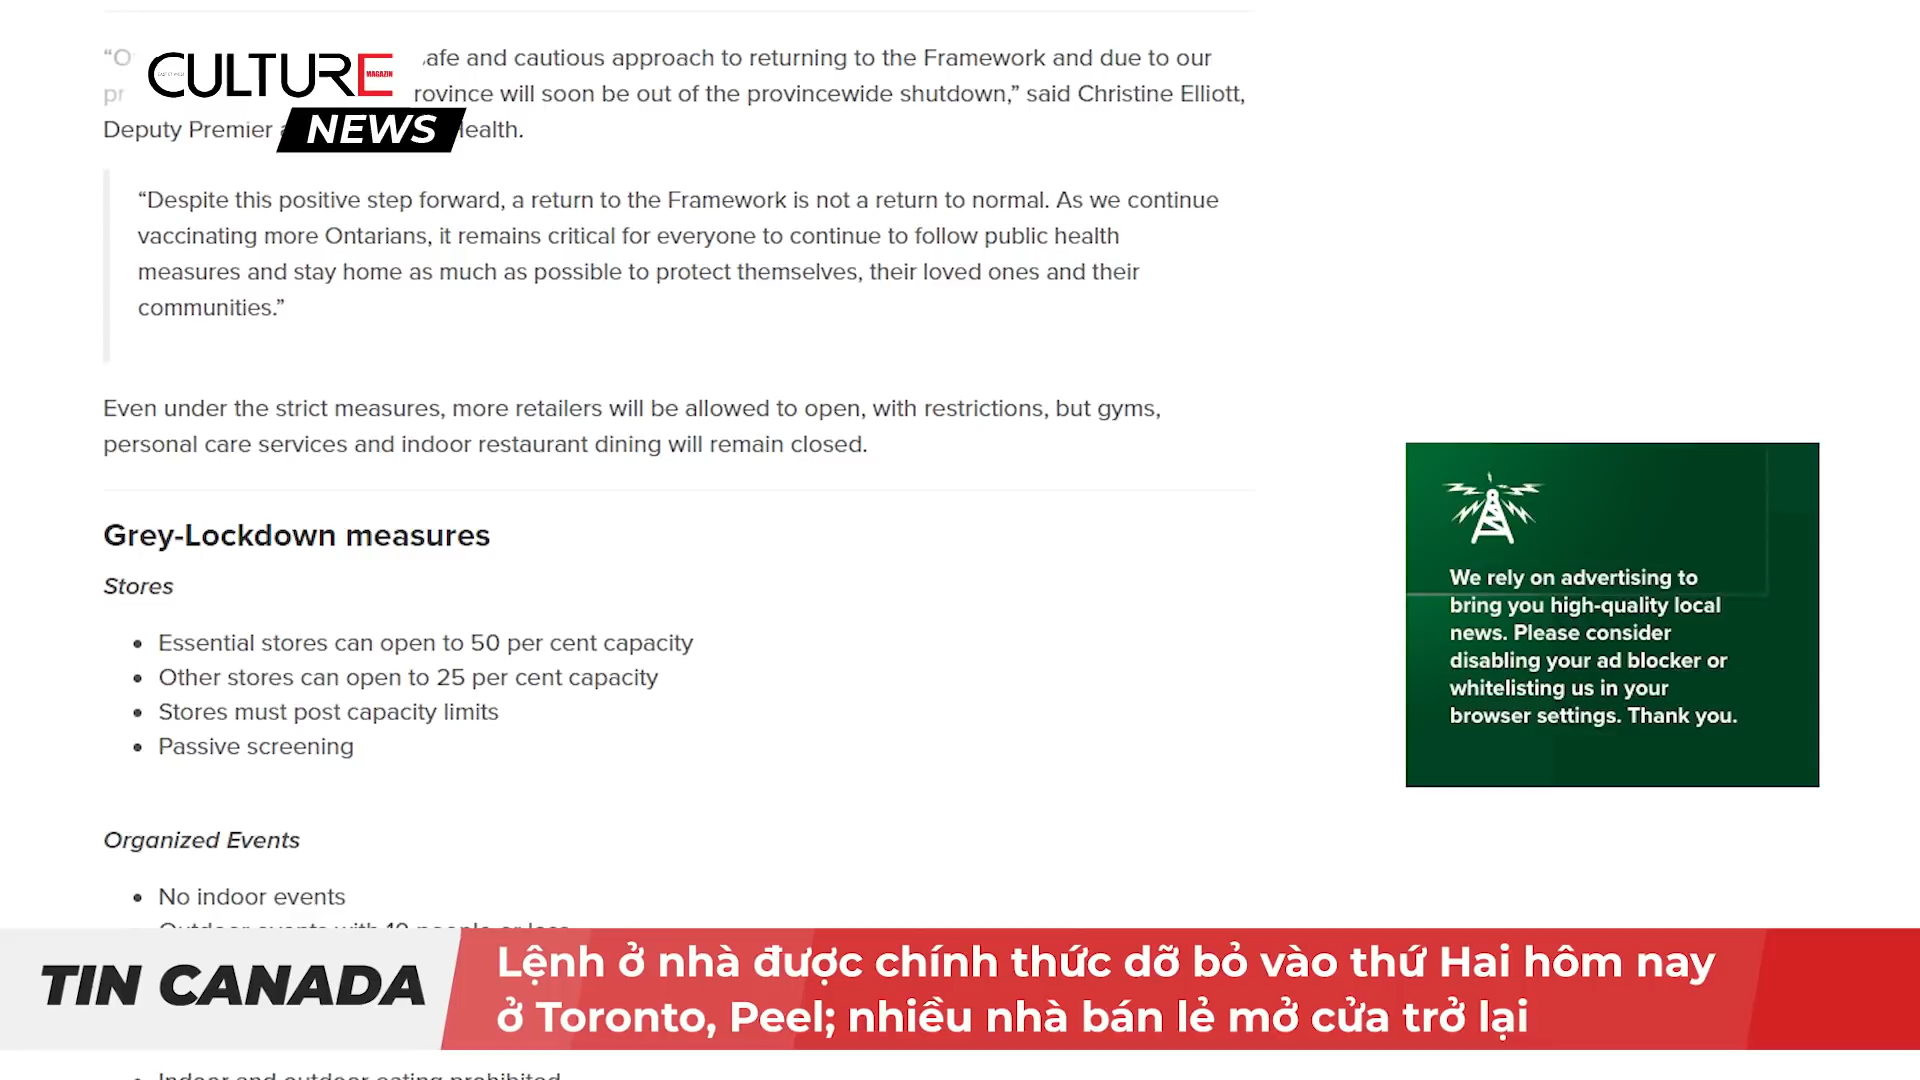 “O
CULTURE
MAGAZIN
NEWS
afe and cautious approach to returning to the Framework and due to our
pr
rovince will soon be out of the provincewide shutdown,” said Christine Elliott,
Deputy Premier
Health.
“Despite this positive step forward, a return to the Framework is not a return to normal. As we continue
vaccinating more Ontarians, it remains critical for everyone to continue to follow public health
measures and stay home as much as possible to protect themselves, their loved ones and their
communities.”
Even under the strict measures, more retailers will be allowed to open, with restrictions, but gyms,
personal care services and indoor restaurant dining will remain closed.
Grey-Lockdown measures
Stores
• Essential stores can open to 50 per cent capacity
• Other stores can open to 25 per cent capacity
• Stores must post capacity limits
• Passive screening
We rely on advertising to
bring you high-quality local
news. Please consider
disabling your ad blocker or
whitelisting us in your
browser settings. Thank you.
Organized Events
• No indoor events
Outdoor events with 10 people or less
TIN CANADA
Lệnh ở nhà được chính thức dỡ bỏ vào thứ Hai hôm nay
ở Toronto, Peel; nhiều nhà bán lẻ mở cửa trở lại
• Indoor and outdoor eating prohibited